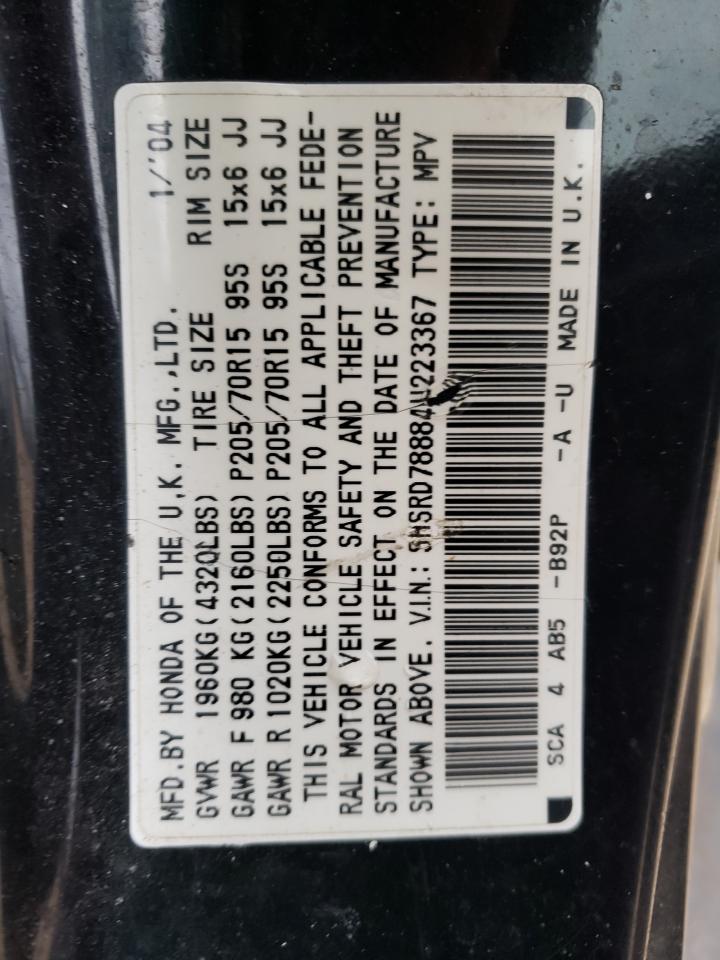 MFD.BY HONDA OF THE U.K. MFG.,LTD. 1/'04
GVWR 1960KG(4320LBS) TIRE SIZE RIM SIZE
GAWR F 980 KG(2160LBS) P205/70R15 95S 15x6 JJ
GAWR R 1020KG(2250LBS) P205/70R15 95S 15x6 JJ
THIS VEHICLE CONFORMS TO ALL APPLICABLE FEDE-
RAL MOTOR VEHICLE SAFETY AND THEFT PREVENTION
STANDARDS IN EFFECT ON THE DATE OF MANUFACTURE
SHOWN ABOVE. V.I.N.: SHSRD78884U223367 TYPE: MPV
SCA 4 AB5 -B92P -A -U MADE IN U.K.